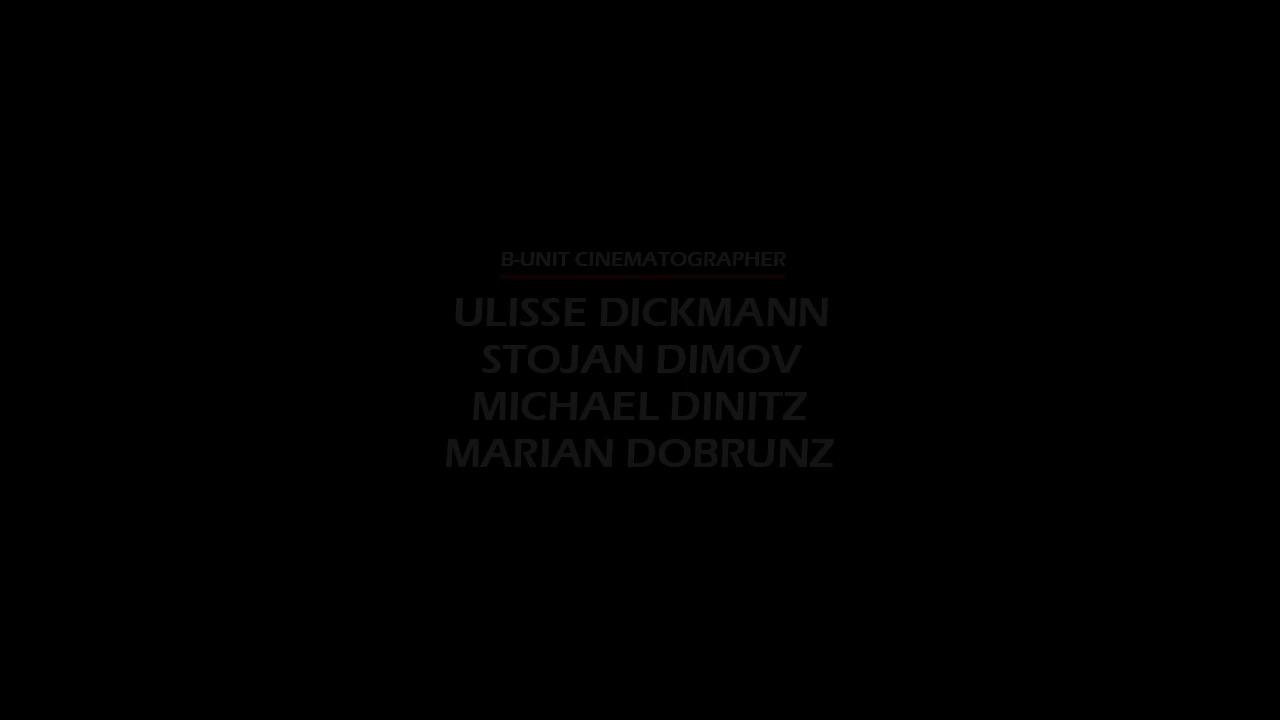 B-UNIT CINEMATOGRAPHER
ULISSE DICKMANN
STOJAN DIMOV
MICHAEL DINITZ
MARIAN DOBRUNZ